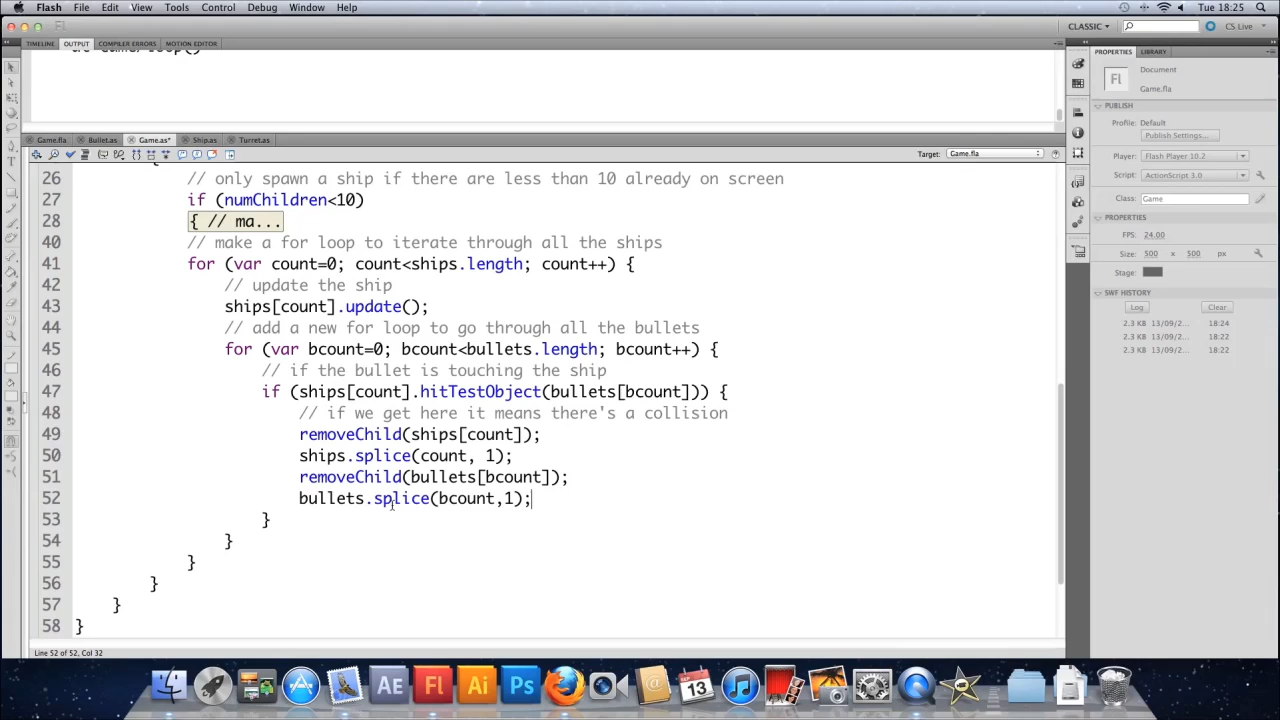 Flash File Edit View Tools Control Debug Window Help Tue 18:25
CLASSIC CS Live
TIMELINE OUTPUT COMPILER ERRORS MOTION EDITOR PROPERTIES LIBRARY
Fl Document
Game.fla
PUBLISH
Profile: Default
Publish Settings...
Player: Flash Player 10.2
Script: ActionScript 3.0
Class: Game
PROPERTIES
FPS: 24.00
Size: 500 x 500 px
Stage:
SWF HISTORY
Log Clear
2.3 KB 13/09/2... 18:24
2.3 KB 13/09/2... 18:22
2.3 KB 13/09/2... 18:22
Game.fla Bullet.as Game.as* Ship.as Turret.as
Target: Game.fla
{
26 // only spawn a ship if there are less than 10 already on screen
27 if (numChildren<10)
28 { // ma...
40 // make a for loop to iterate through all the ships
41 for (var count=0; count<ships.length; count++) {
42 // update the ship
43 ships[count].update();
44 // add a new for loop to go through all the bullets
45 for (var bcount=0; bcount<bullets.length; bcount++) {
46 // if the bullet is touching the ship
47 if (ships[count].hitTestObject(bullets[bcount])) {
48 // if we get here it means there's a collision
49 removeChild(ships[count]);
50 ships.splice(count, 1);
51 removeChild(bullets[bcount]);
52 bullets.splice(bcount,1);
53 }
54 }
55 }
56 }
57 }
58 }
Line 52 of 52, Col 32
AE Fl Ai Ps SEP 13